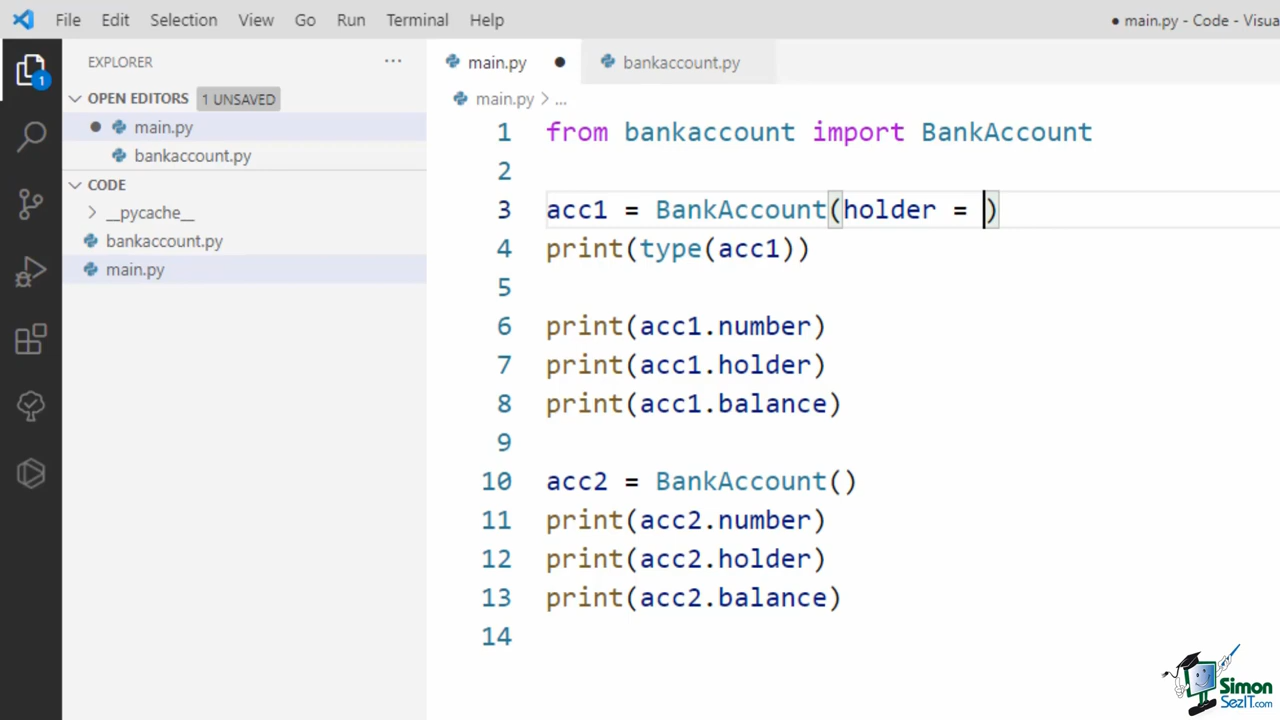 File Edit Selection View Go Run Terminal Help
● main.py - Code - Visua
EXPLORER ...
1
OPEN EDITORS 1 UNSAVED
main.py
bankaccount.py
CODE
__pycache__
bankaccount.py
main.py
main.py ● bankaccount.py
main.py > ...
1 from bankaccount import BankAccount
2
3 acc1 = BankAccount(holder = )
4 print(type(acc1))
5
6 print(acc1.number)
7 print(acc1.holder)
8 print(acc1.balance)
9
10 acc2 = BankAccount()
11 print(acc2.number)
12 print(acc2.holder)
13 print(acc2.balance)
14
Simon
SezIT.com